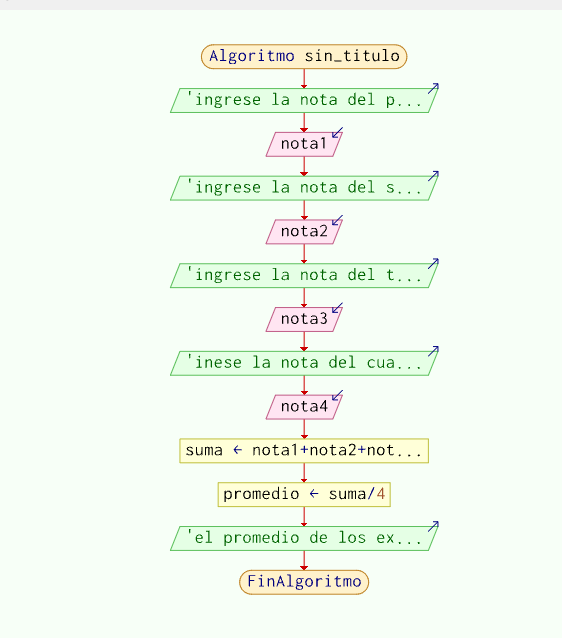 Algoritmo sin_titulo
'ingrese la nota del p...
nota1
'ingrese la nota del s...
nota2
'ingrese la nota del t...
nota3
'inese la nota del cua...
nota4
suma ← nota1+nota2+not...
promedio ← suma/4
'el promedio de los ex...
FinAlgoritmo